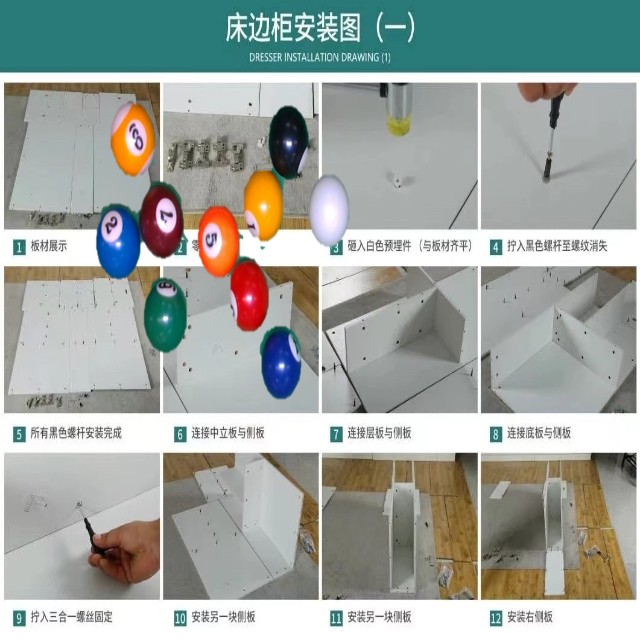 床边柜安装图（一）
DRESSER INSTALLATION DRAWING (1)
1 板材展示
2 零
3 砸入白色预埋件（与板材齐平）
4 拧入黑色螺杆至螺纹消失
5 所有黑色螺杆安装完成
6 连接中立板与侧板
7 连接层板与侧板
8 连接底板与侧板
9 拧入三合一螺丝固定
10 安装另一块侧板
11 安装另一块侧板
12 安装右侧板
2
7
5